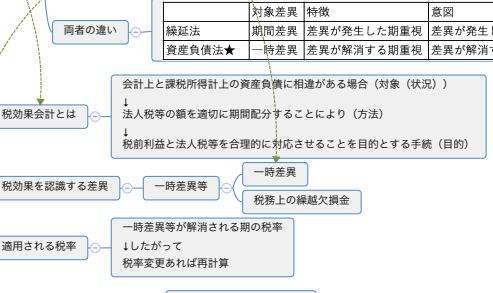 対象差異 特徴 意図
両者の違い
繰延法 期間差異 差異が発生した期重視 差異が発生
資産負債法★ 一時差異 差異が解消する期重視 差異が解消
会計上と課税所得計上の資産負債に相違がある場合（対象（状況））
↓
税効果会計とは
法人税等の額を適切に期間配分することにより（方法）
↓
税前利益と法人税等を合理的に対応させることを目的とする手続（目的）
一時差異
税効果を認識する差異 一時差異等
税務上の繰越欠損金
一時差異等が解消される期の税率
適用される税率
↓したがって
税率変更あれば再計算